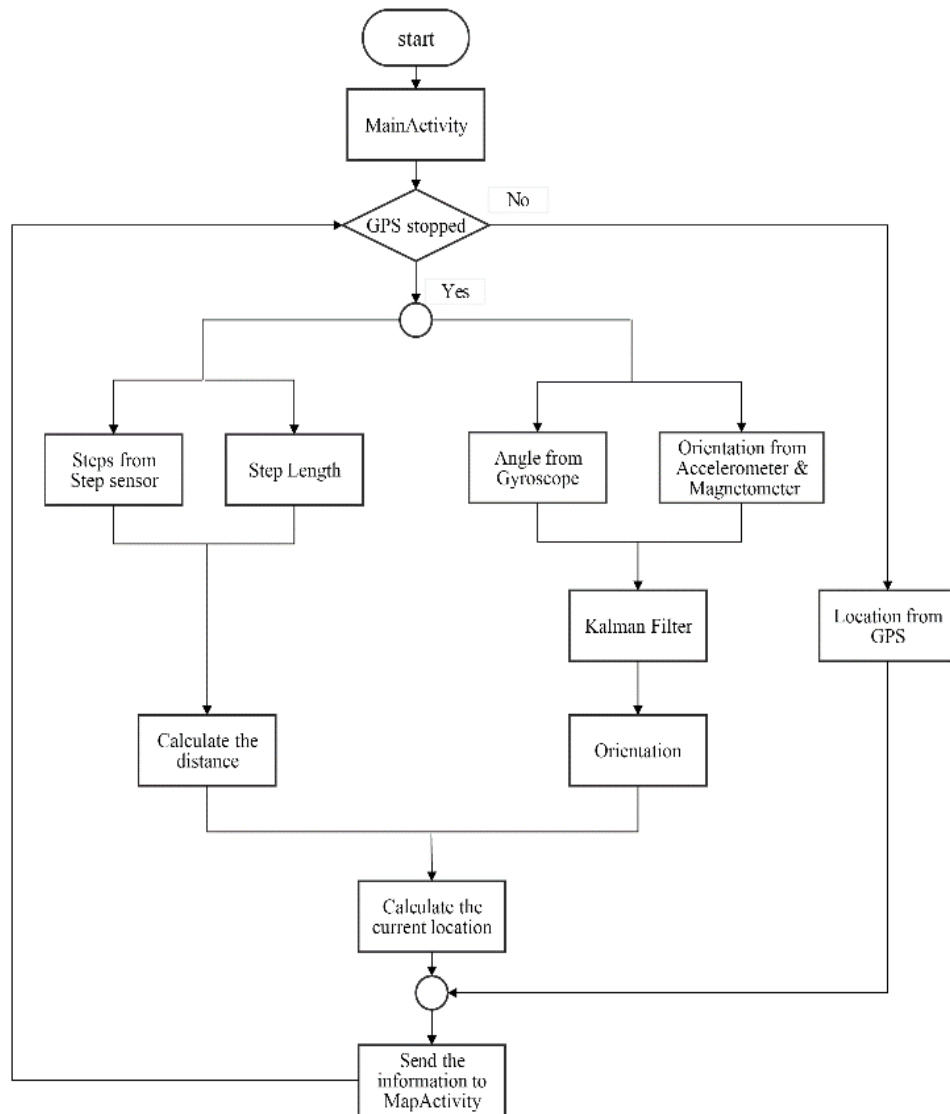 start
MainActivity
No
GPS stopped
Yes
Steps from
Step sensor
Step Length
Angle from
Gyroscope
Orientation from
Accelerometer &
Magnetometer
Kalman Filter
Location from
GPS
Calculate the
distance
Orientation
Calculate the
current location
Send the
information to
MapActivity